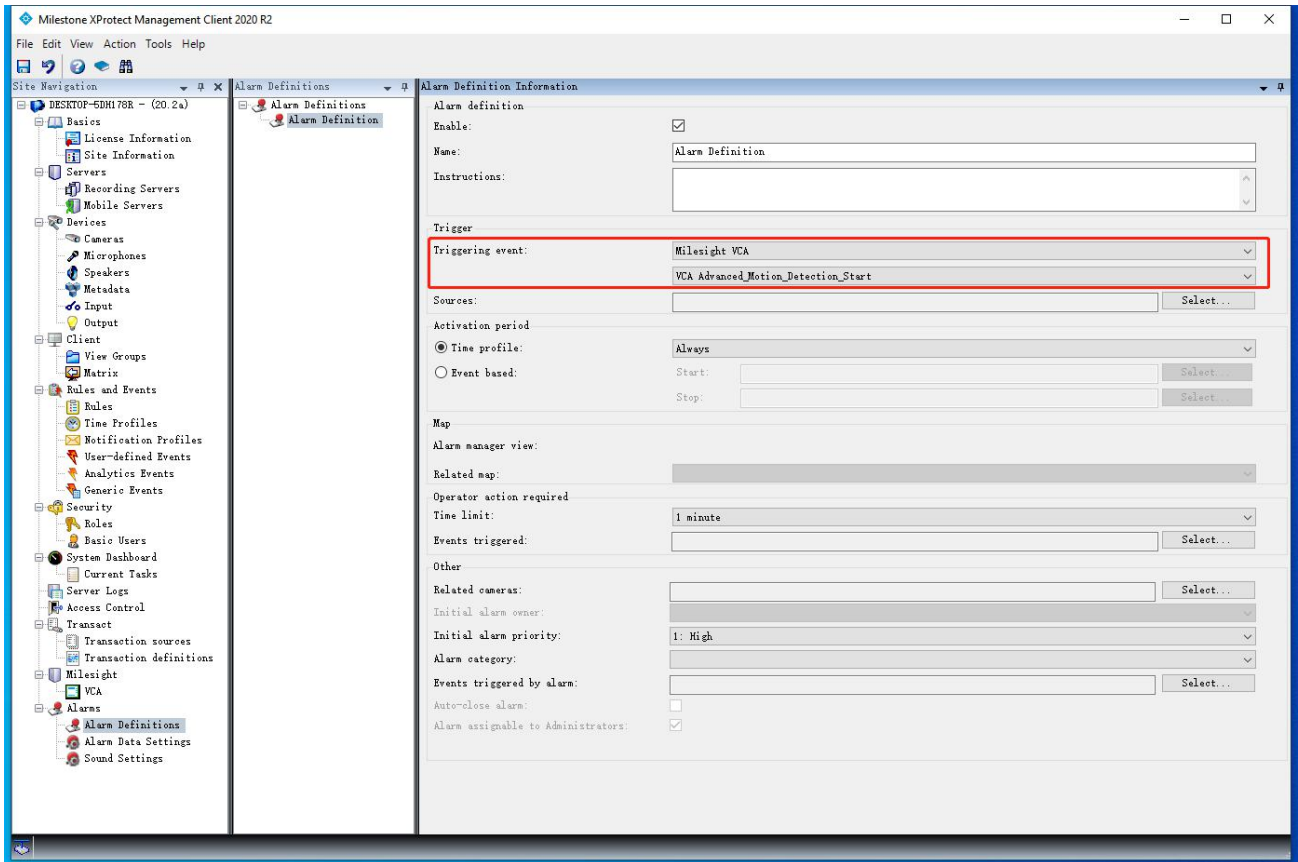 Milestone XProtect Management Client 2020 R2
File Edit View Action Tools Help
Site Navigation
DESKTOP-5DM178R - (20.2a)
Basics
License Information
Site Information
Servers
Recording Servers
Mobile Servers
Devices
Cameras
Microphones
Speakers
Metadata
Input
Output
Client
View Groups
Matrix
Rules and Events
Rules
Time Profiles
Notification Profiles
User-defined Events
Analytics Events
Generic Events
Security
Roles
Basic Users
System Dashboard
Current Tasks
Server Logs
Access Control
Transact
Transaction sources
Transaction definitions
Milesight
VCA
Alarms
Alarm Definitions
Alarm Data Settings
Sound Settings
Alarm Definitions
Alarm Definitions
Alarm Definition
Alarm Definition Information
Alarm definition
Enable:
Name: Alarm Definition
Instructions:
Trigger
Triggering event: Milesight VCA
VCA Advanced_Motion_Detection_Start
Sources: Select...
Activation period
Time profile: Always
Event based: Start: Select...
Stop: Select...
Map
Alarm manager view:
Related map:
Operator action required
Time limit: 1 minute
Events triggered: Select...
Other
Related cameras: Select...
Initial alarm owner:
Initial alarm priority: 1: High
Alarm category:
Events triggered by alarm: Select...
Auto-close alarm:
Alarm assignable to Administrators: